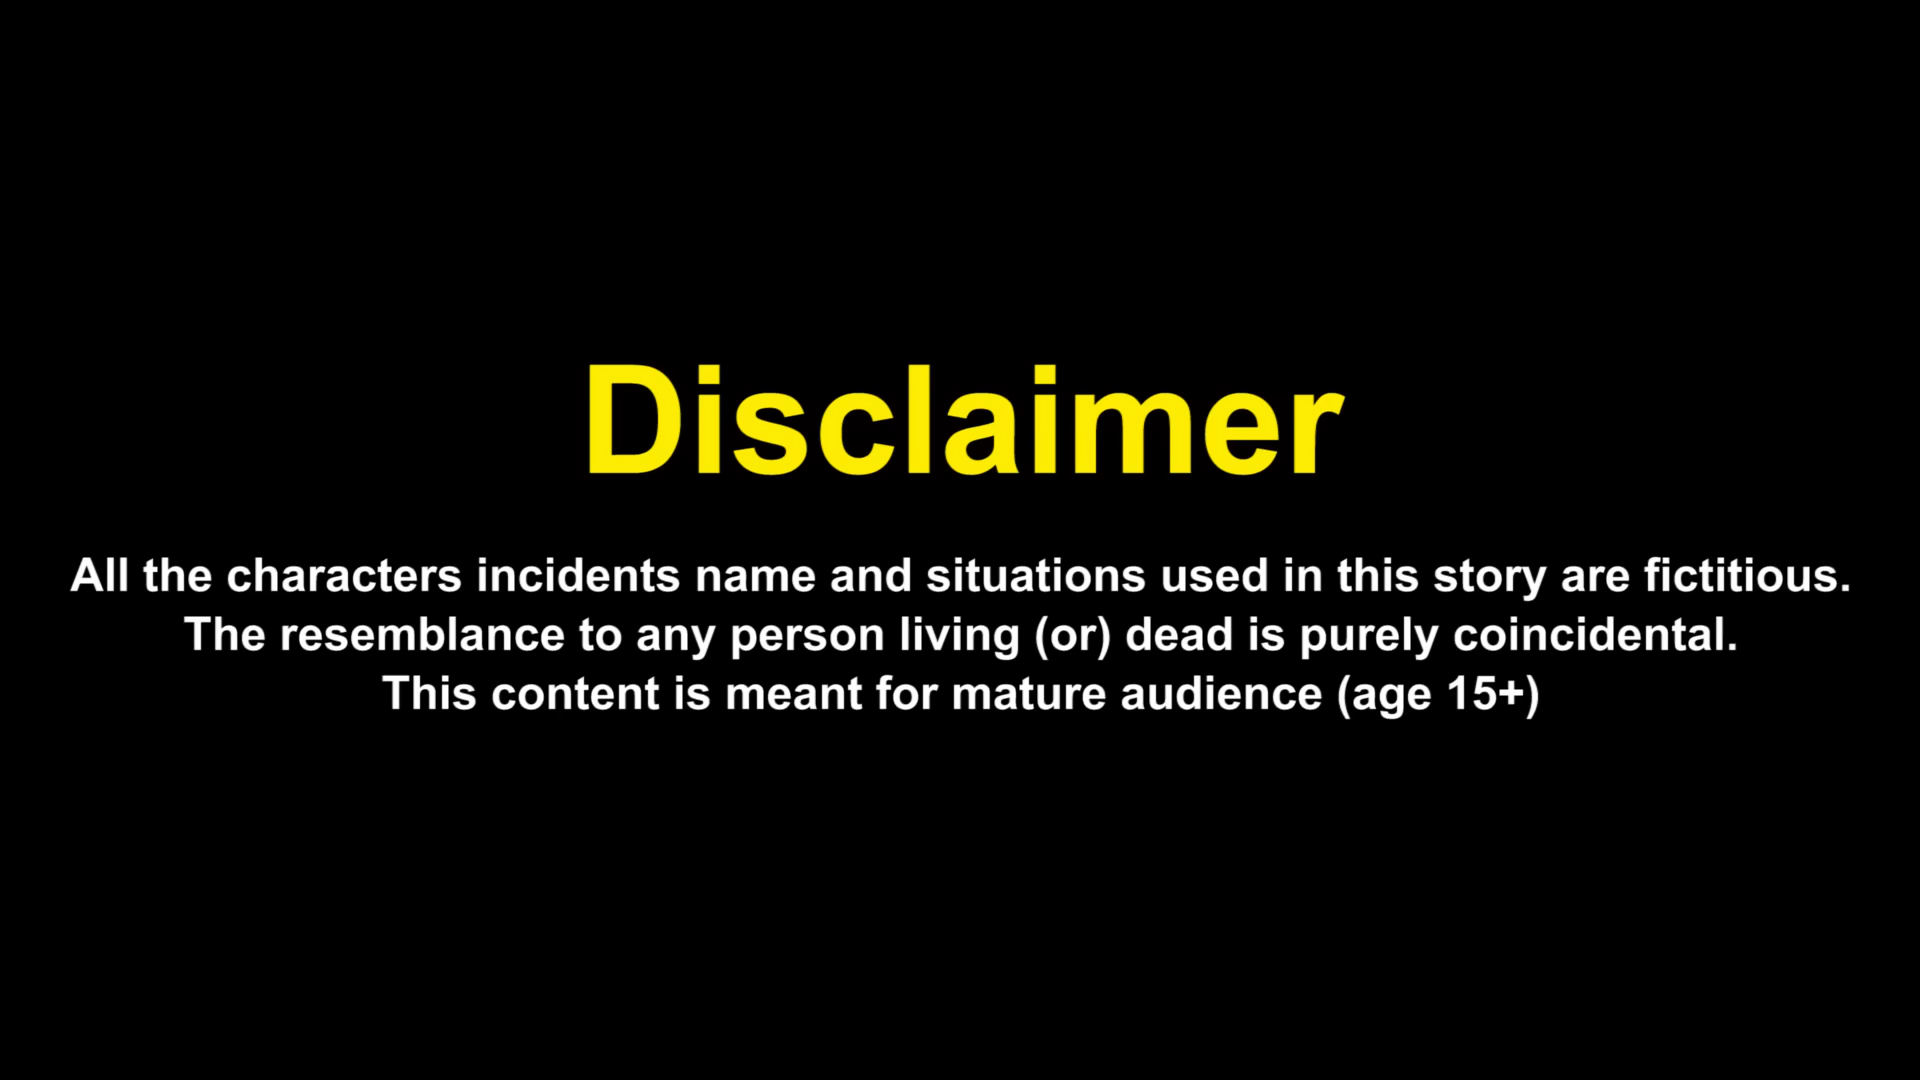 Disclaimer
All the characters incidents name and situations used in this story are fictitious.
The resemblance to any person living (or) dead is purely coincidental.
This content is meant for mature audience (age 15+)